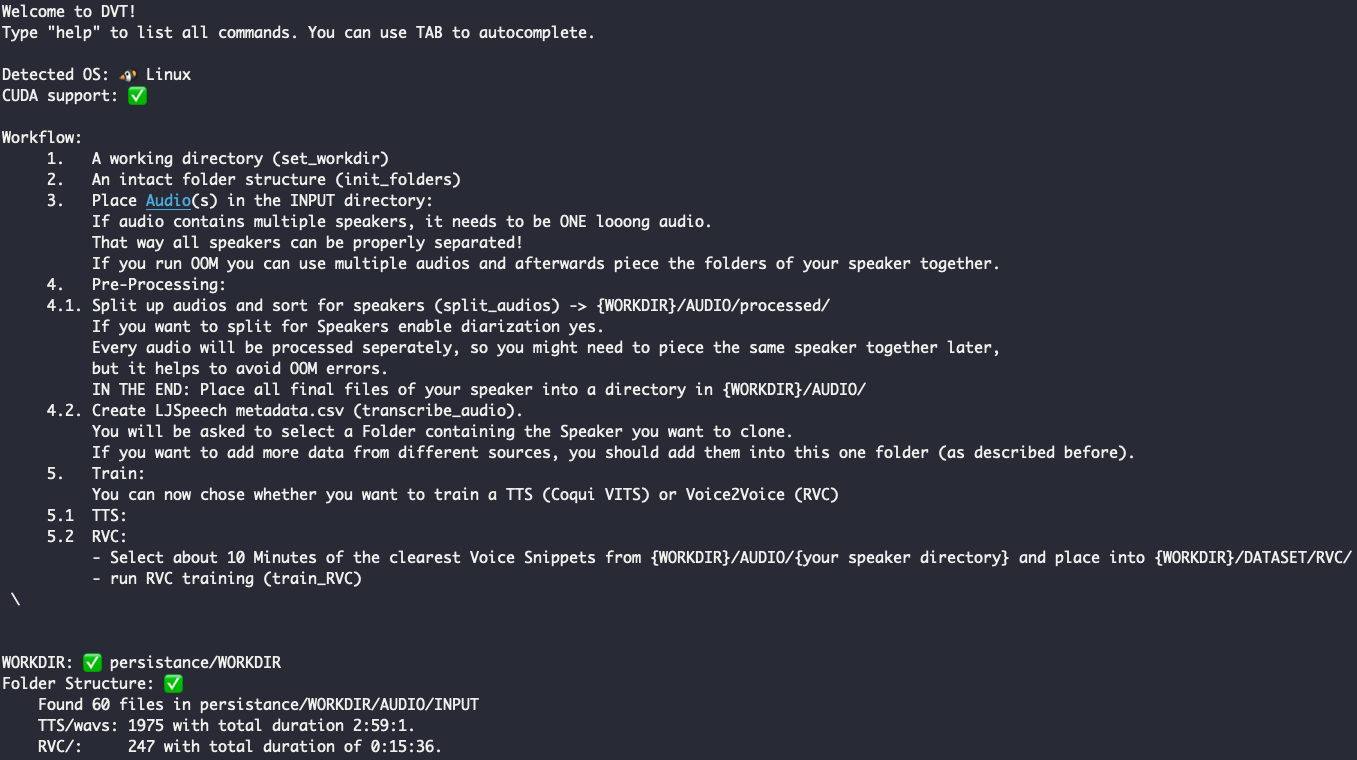 Welcome to DVT!
Type "help" to list all commands. You can use TAB to autocomplete.
Detected OS: 🐧 Linux
CUDA support: ✅
Workflow:
1. A working directory (set_workdir)
2. An intact folder structure (init_folders)
3. Place Audio(s) in the INPUT directory:
If audio contains multiple speakers, it needs to be ONE looong audio.
That way all speakers can be properly separated!
If you run OOM you can use multiple audios and afterwards piece the folders of your speaker together.
4. Pre-Processing:
4.1. Split up audios and sort for speakers (split_audios) -> {WORKDIR}/AUDIO/processed/
If you want to split for Speakers enable diarization yes.
Every audio will be processed seperately, so you might need to piece the same speaker together later,
but it helps to avoid OOM errors.
IN THE END: Place all final files of your speaker into a directory in {WORKDIR}/AUDIO/
4.2. Create LJSpeech metadata.csv (transcribe_audio).
You will be asked to select a Folder containing the Speaker you want to clone.
If you want to add more data from different sources, you should add them into this one folder (as described before).
5. Train:
You can now chose whether you want to train a TTS (Coqui VITS) or Voice2Voice (RVC)
5.1 TTS:
5.2 RVC:
- Select about 10 Minutes of the clearest Voice Snippets from {WORKDIR}/AUDIO/{your speaker directory} and place into {WORKDIR}/DATASET/RVC/
- run RVC training (train_RVC)
\
WORKDIR: ✅ persistance/WORKDIR
Folder Structure: ✅
Found 60 files in persistance/WORKDIR/AUDIO/INPUT
TTS/wavs: 1975 with total duration 2:59:1.
RVC/: 247 with total duration of 0:15:36.